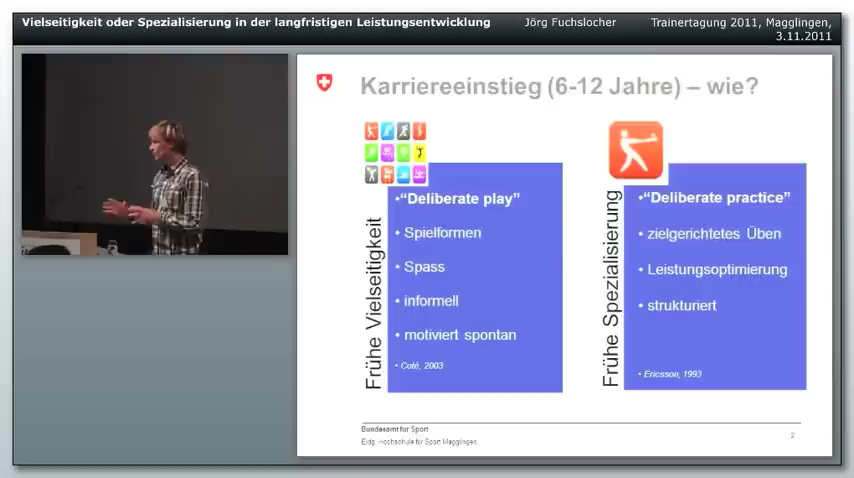 Vielseitigkeit oder Spezialisierung in der langfristigen Leistungsentwicklung
Jörg Fuchslocher
Trainertagung 2011, Magglingen,
3.11.2011
Karriereeinstieg (6-12 Jahre) – wie?
Frühe Vielseitigkeit
•“Deliberate play”
• Spielformen
• Spass
• informell
• motiviert spontan
• Coté, 2003
Frühe Spezialisierung
•“Deliberate practice”
• zielgerichtetes Üben
• Leistungsoptimierung
• strukturiert
• Ericsson, 1993
Bundesamt für Sport
Eidg. Hochschule für Sport Magglingen
2